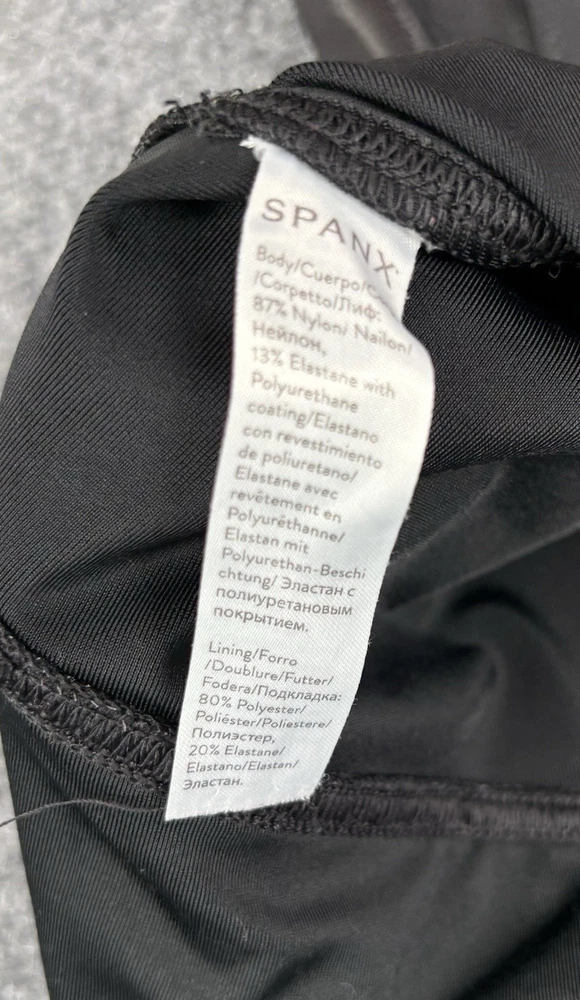 SPANX
Body/Cuerpo/
/Corpetto/Лиф:
87% Nylon/ Nailon/
Нейлон,
13% Elastane with
Polyurethane
coating/Elastano
con revestimiento
de poliuretano/
Elastane avec
revêtement en
Polyuréthanne/
Elastan mit
Polyurethan-Beschi
chtung/ Эластан с
полиуретановым
покрытием.
Lining/Forro
/Doublure/Futter/
Fodera/Подкладка:
80% Polyester/
Poliéster/Poliestere/
Полиэстер,
20% Elastane/
Elastano/Elastan/
Эластан.